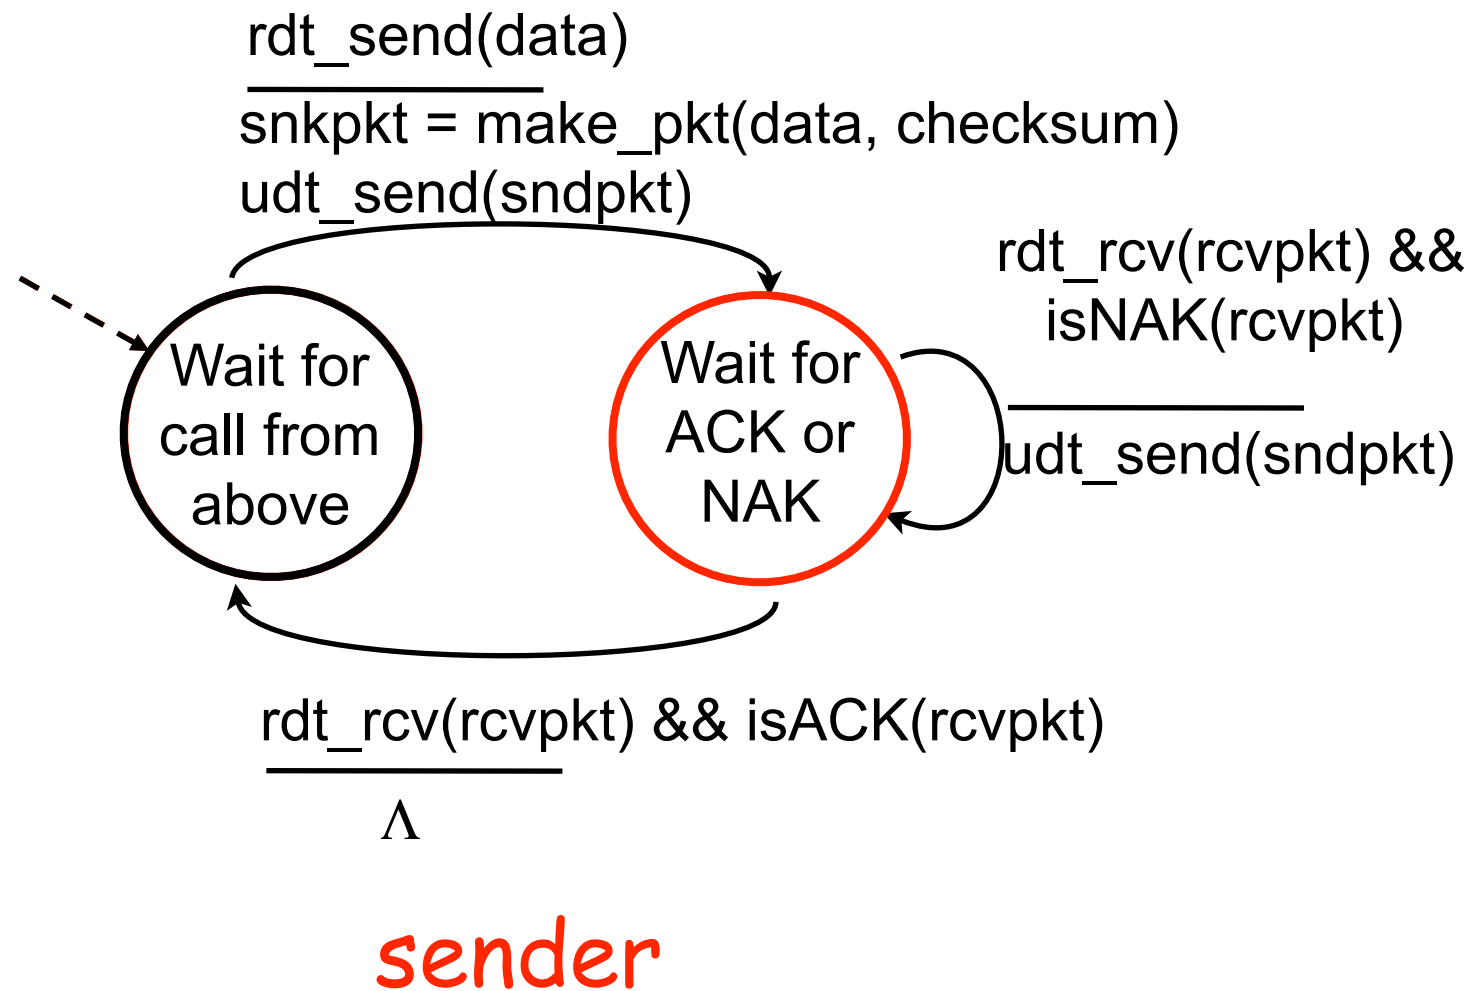 rdt_send(data)
snkpkt = make_pkt(data, checksum)
udt_send(sndpkt)
rdt_rcv(rcvpkt) &&
isNAK(rcvpkt)
udt_send(sndpkt)
Wait for
call from
above
Wait for
ACK or
NAK
rdt_rcv(rcvpkt) && isACK(rcvpkt)
Λ
sender